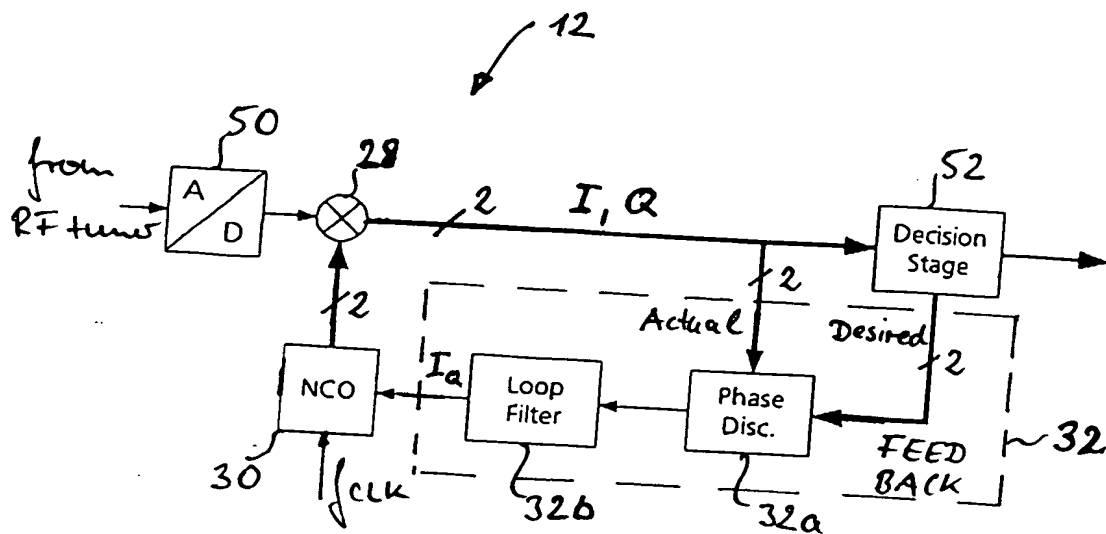 12
50
28
52
from
RF tuner
A
D
2
I, Q
Decision
Stage
2
2
Actual
Desired
2
NCO
Ia
Loop
Filter
Phase
Disc.
30
fCLK
32b
32a
FEED
BACK
32